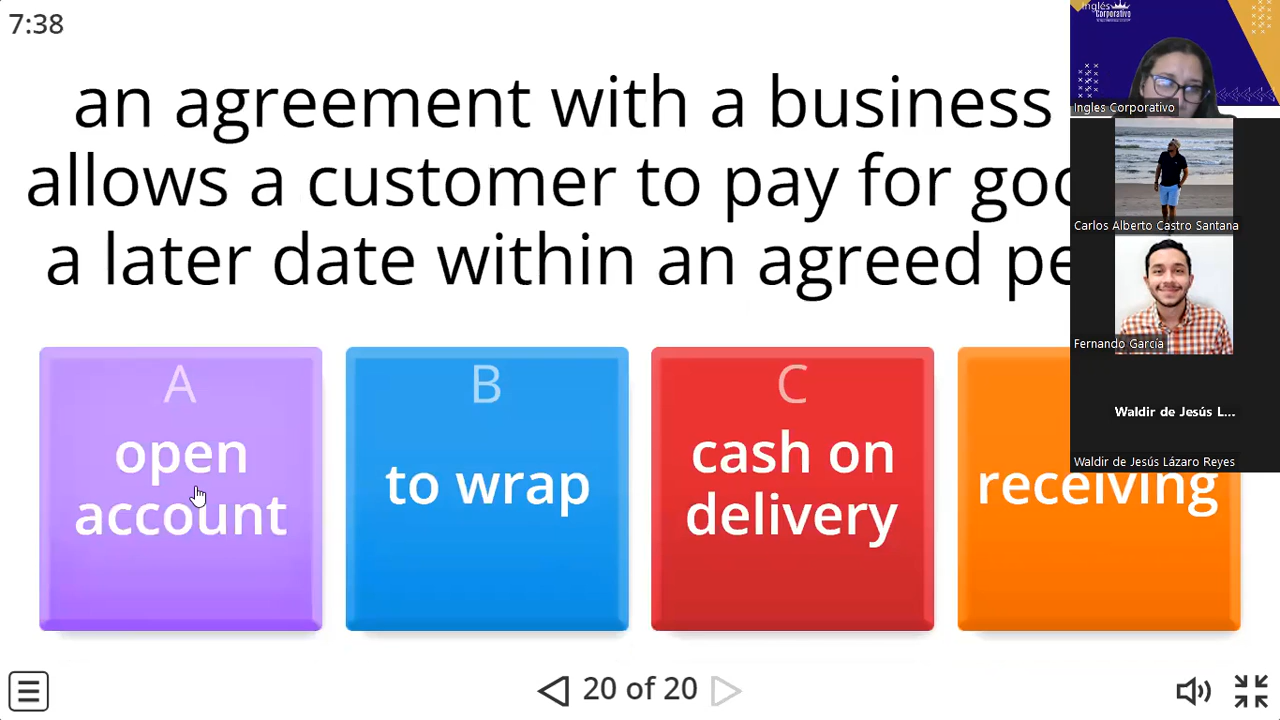 7:38
an agreement with a business
allows a customer to pay for
a later date within an agreed
A
open
account
B
to wrap
C
cash on
delivery
receiving
20 of 20
Inglés
corporativo
Ingles Corporativo
Carlos Alberto Castro Santana
Fernando García
Waldir de Jesús L...
Waldir de Jesús Lázaro Reyes